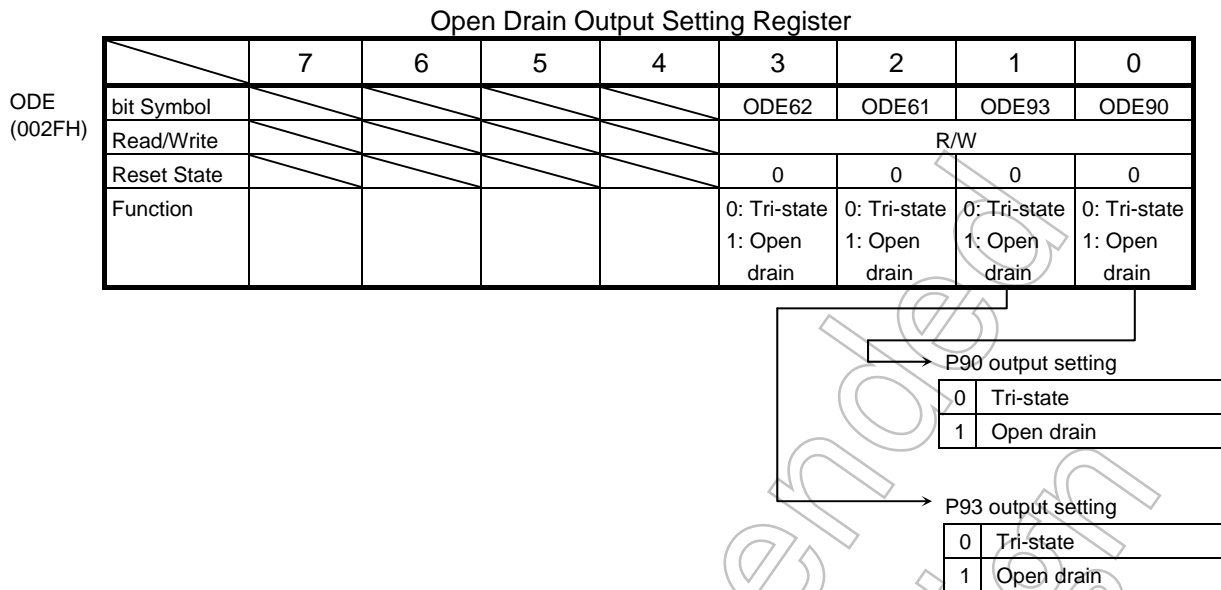 Open Drain Output Setting Register
7 6 5 4 3 2 1 0
ODE
(002FH)
bit Symbol ODE62 ODE61 ODE93 ODE90
Read/Write R/W
Reset State 0 0 0 0
Function 0: Tri-state 0: Tri-state 0: Tri-state 0: Tri-state
1: Open 1: Open 1: Open 1: Open
drain drain drain drain
P90 output setting
0 Tri-state
1 Open drain
P93 output setting
0 Tri-state
1 Open drain